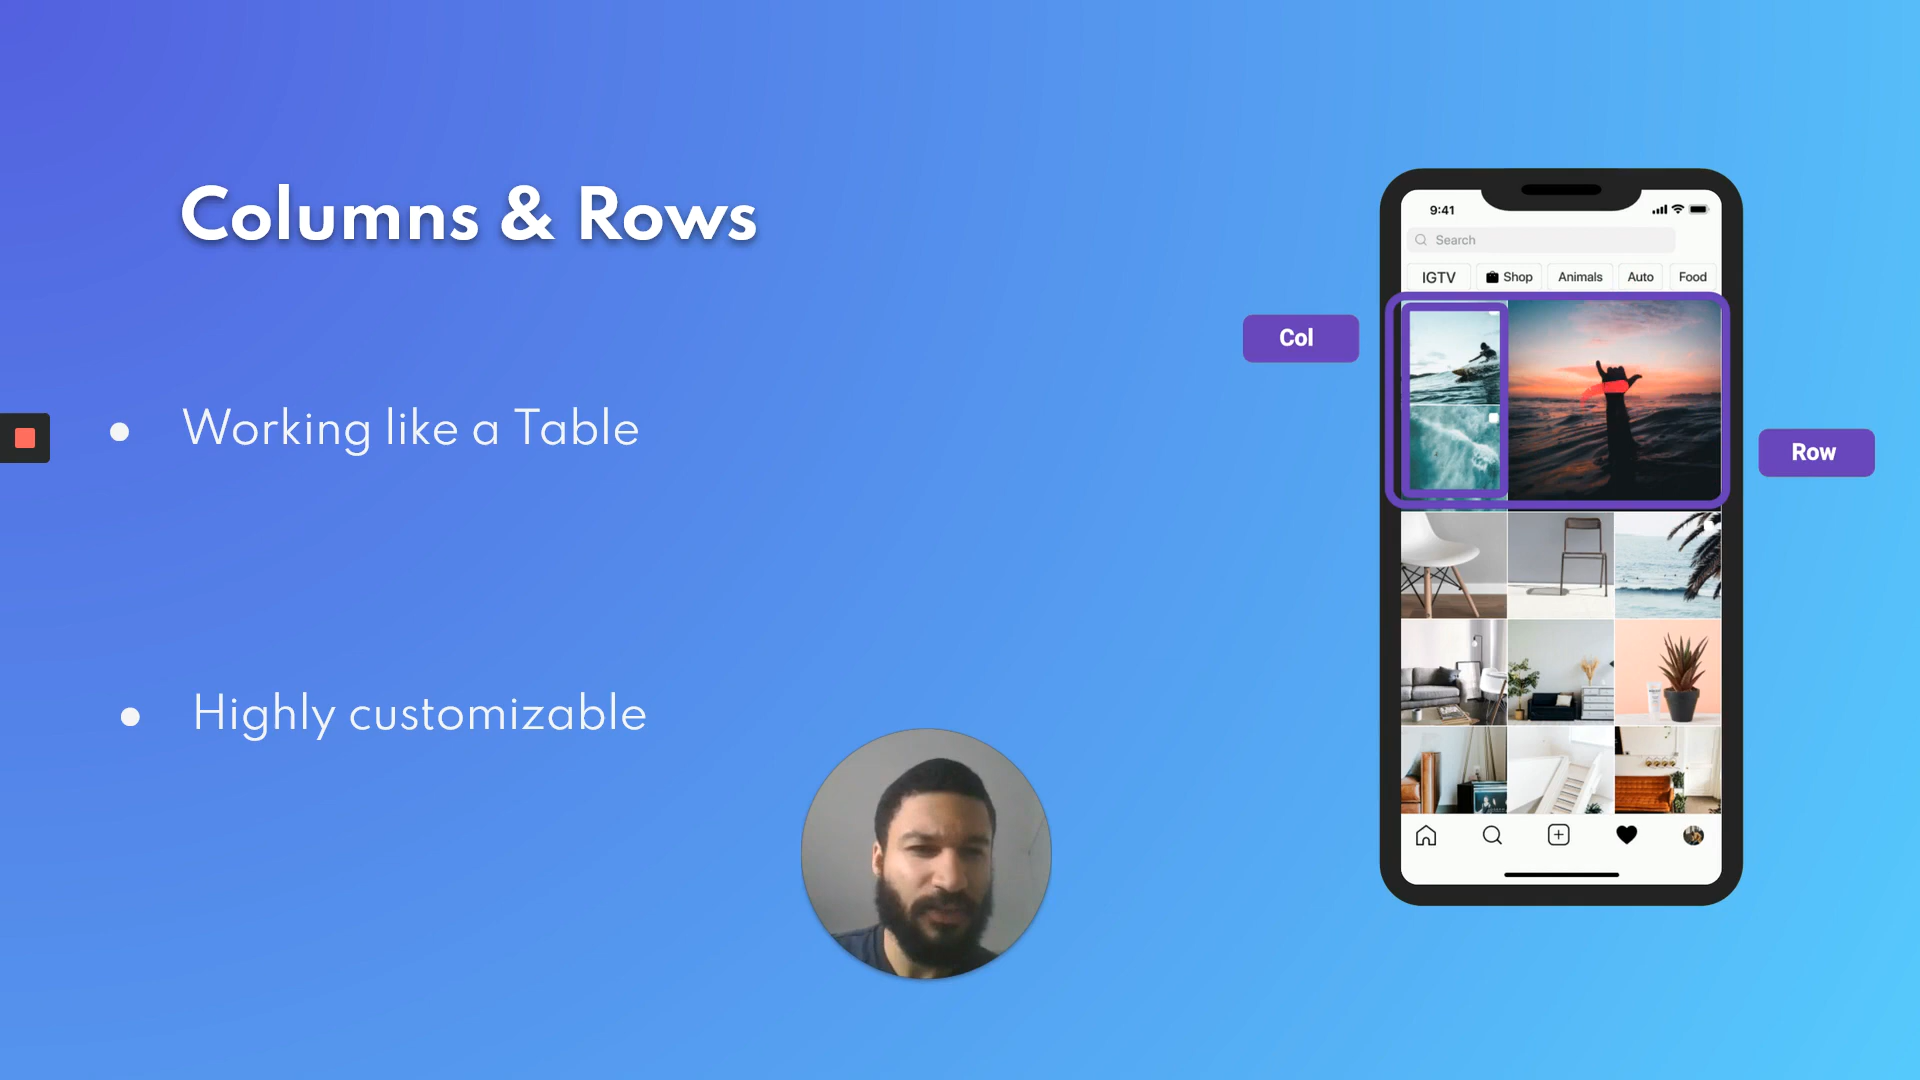 Columns & Rows
Working like a Table
Highly customizable
Col
Row
9:41
Search
IGTV
Shop
Animals
Auto
Food